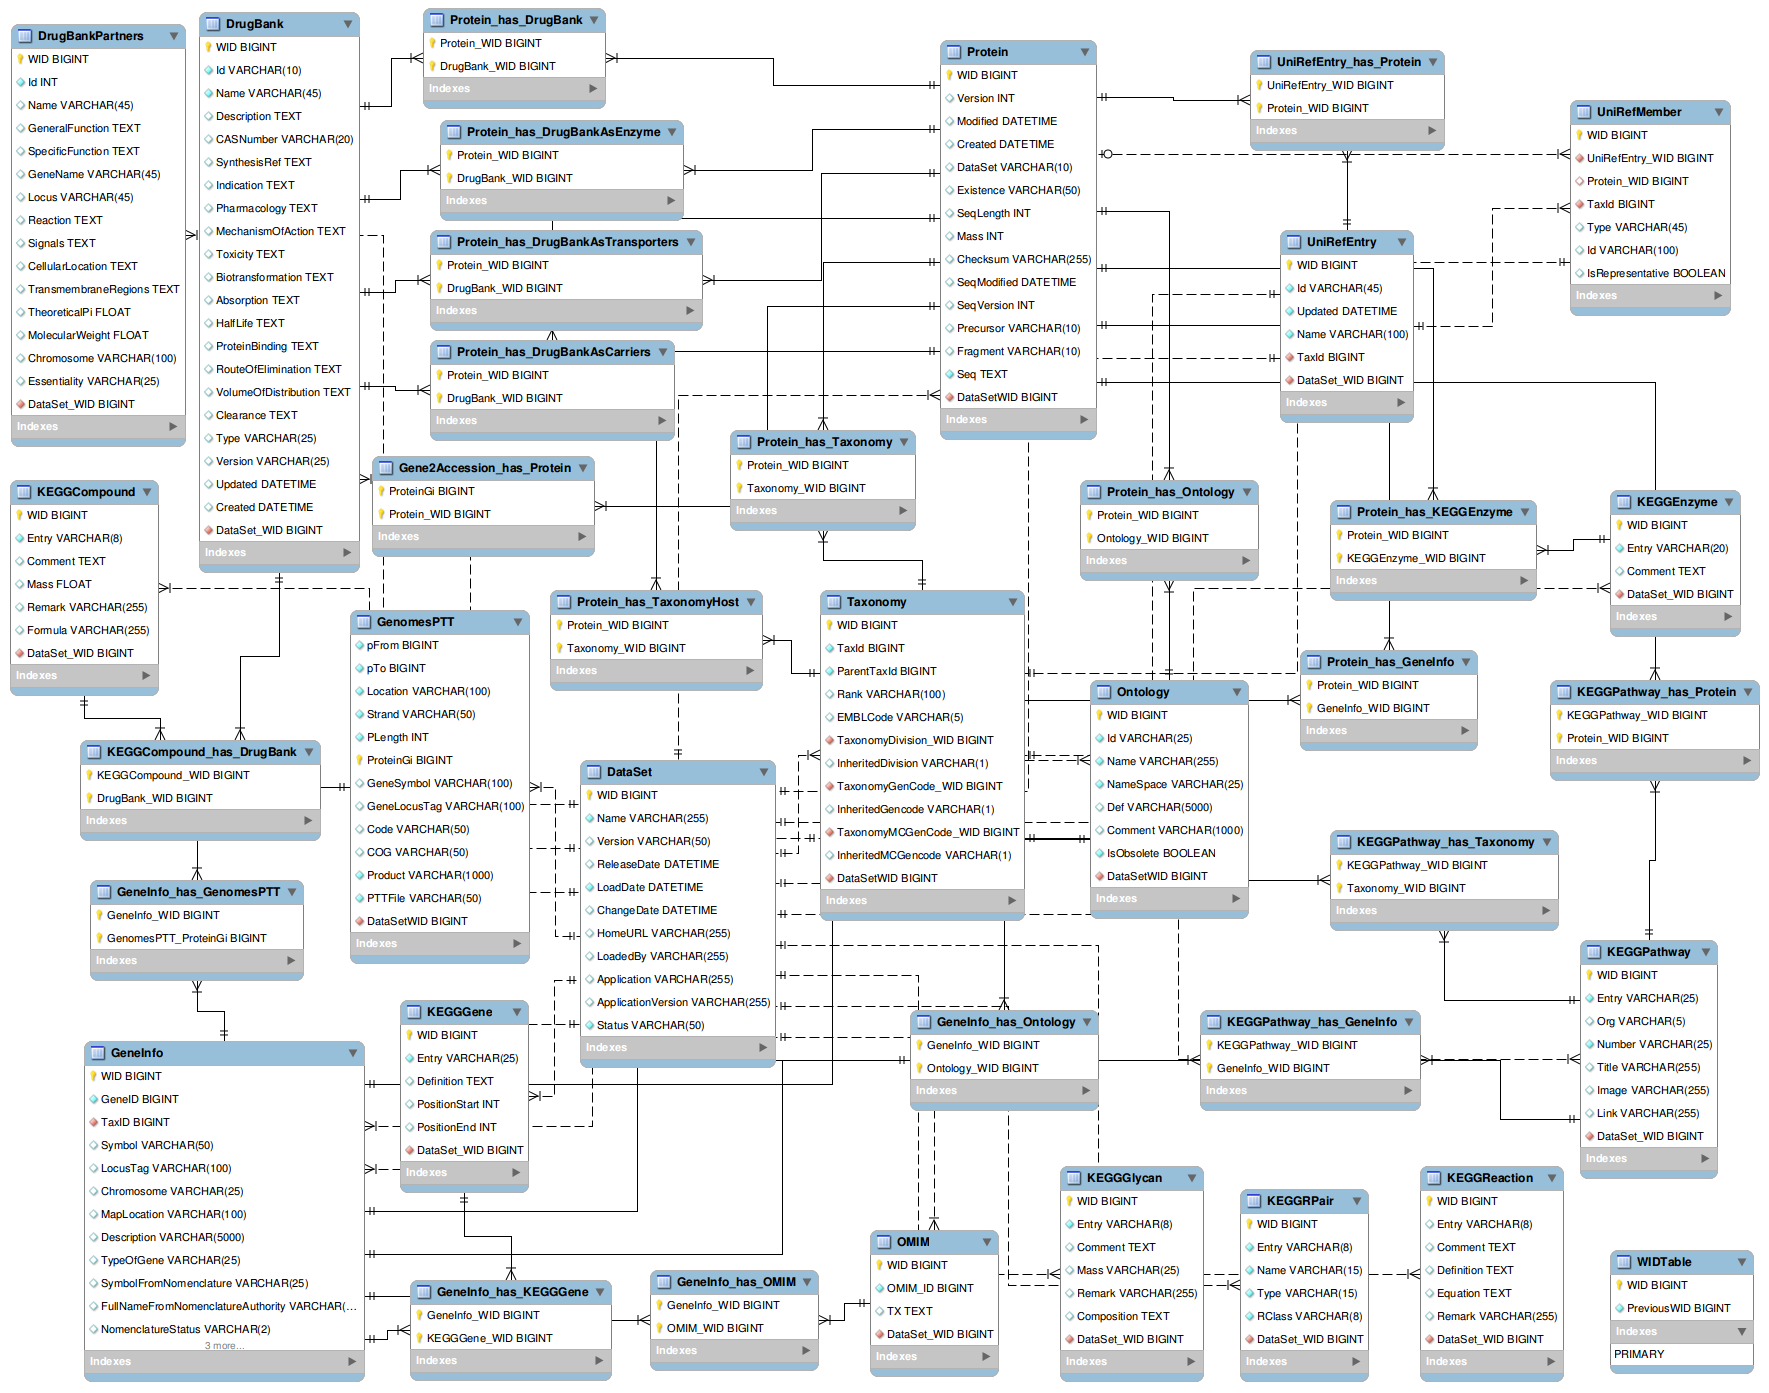 DrugBankPartners
WID BIGINT
Id INT
Name VARCHAR(45)
GeneralFunction TEXT
SpecificFunction TEXT
GeneName VARCHAR(45)
Locus VARCHAR(45)
Reaction TEXT
Signals TEXT
CellularLocation TEXT
TransmembraneRegions TEXT
TheoreticalPi FLOAT
MolecularWeight FLOAT
Chromosome VARCHAR(100)
Essentiality VARCHAR(25)
DataSet_WID BIGINT
Indexes
DrugBank
WID BIGINT
Id VARCHAR(10)
Name VARCHAR(45)
Description TEXT
CASNumber VARCHAR(20)
SynthesisRef TEXT
Indication TEXT
Pharmacology TEXT
MechanismOfAction TEXT
Toxicity TEXT
Biotransformation TEXT
Absorption TEXT
HalfLife TEXT
ProteinBinding TEXT
RouteOfElimination TEXT
VolumeOfDistribution TEXT
Clearance TEXT
Type VARCHAR(25)
Version VARCHAR(25)
Updated DATETIME
Created DATETIME
DataSet_WID BIGINT
Indexes
Protein_has_DrugBank
Protein_WID BIGINT
DrugBank_WID BIGINT
Indexes
Protein_has_DrugBankAsEnzyme
Protein_WID BIGINT
DrugBank_WID BIGINT
Indexes
Protein_has_DrugBankAsTransporters
Protein_WID BIGINT
DrugBank_WID BIGINT
Indexes
Protein_has_DrugBankAsCarriers
Protein_WID BIGINT
DrugBank_WID BIGINT
Indexes
Protein
WID BIGINT
Version INT
Modified DATETIME
Created DATETIME
DataSet VARCHAR(10)
Existence VARCHAR(50)
SeqLength INT
Mass INT
Checksum VARCHAR(255)
SeqModified DATETIME
SeqVersion INT
Precursor VARCHAR(10)
Fragment VARCHAR(10)
Seq TEXT
DataSetWID BIGINT
Indexes
UniRefEntry_has_Protein
UniRefEntry_WID BIGINT
Protein_WID BIGINT
Indexes
UniRefMember
WID BIGINT
UniRefEntry_WID BIGINT
Protein_WID BIGINT
TaxId BIGINT
Type VARCHAR(45)
Id VARCHAR(100)
IsRepresentative BOOLEAN
Indexes
UniRefEntry
WID BIGINT
Id VARCHAR(45)
Updated DATETIME
Name VARCHAR(100)
TaxId BIGINT
DataSet_WID BIGINT
Indexes
KEGGCompound
WID BIGINT
Entry VARCHAR(8)
Comment TEXT
Mass FLOAT
Remark VARCHAR(255)
Formula VARCHAR(255)
DataSet_WID BIGINT
Indexes
Gene2Accession_has_Protein
ProteinGi BIGINT
Protein_WID BIGINT
Indexes
Protein_has_Taxonomy
Protein_WID BIGINT
Taxonomy_WID BIGINT
Indexes
Protein_has_Ontology
Protein_WID BIGINT
Ontology_WID BIGINT
Indexes
Protein_has_KEGGEnzyme
Protein_WID BIGINT
KEGGEnzyme_WID BIGINT
Indexes
KEGGEnzyme
WID BIGINT
Entry VARCHAR(20)
Comment TEXT
DataSet_WID BIGINT
Indexes
GenomesPTT
pFrom BIGINT
pTo BIGINT
Location VARCHAR(100)
Strand VARCHAR(50)
PLength INT
ProteinGi BIGINT
GeneSymbol VARCHAR(100)
GeneLocusTag VARCHAR(100)
Code VARCHAR(50)
COG VARCHAR(50)
Product VARCHAR(1000)
PTTFile VARCHAR(50)
DataSetWID BIGINT
Indexes
Protein_has_TaxonomyHost
Protein_WID BIGINT
Taxonomy_WID BIGINT
Indexes
Taxonomy
WID BIGINT
TaxId BIGINT
ParentTaxId BIGINT
Rank VARCHAR(100)
EMBLCode VARCHAR(5)
TaxonomyDivision_WID BIGINT
InheritedDivision VARCHAR(1)
TaxonomyGenCode_WID BIGINT
InheritedGencode VARCHAR(1)
TaxonomyMCGenCode_WID BIGINT
InheritedMCGencode VARCHAR(1)
DataSetWID BIGINT
Indexes
Ontology
WID BIGINT
Id VARCHAR(25)
Name VARCHAR(255)
NameSpace VARCHAR(25)
Def VARCHAR(5000)
Comment VARCHAR(1000)
IsObsolete BOOLEAN
DataSetWID BIGINT
Indexes
Protein_has_GeneInfo
Protein_WID BIGINT
GeneInfo_WID BIGINT
Indexes
KEGGPathway_has_Protein
KEGGPathway_WID BIGINT
Protein_WID BIGINT
Indexes
KEGGCompound_has_DrugBank
KEGGCompound_WID BIGINT
DrugBank_WID BIGINT
Indexes
DataSet
WID BIGINT
Name VARCHAR(255)
Version VARCHAR(50)
ReleaseDate DATETIME
LoadDate DATETIME
ChangeDate DATETIME
HomeURL VARCHAR(255)
LoadedBy VARCHAR(255)
Application VARCHAR(255)
ApplicationVersion VARCHAR(255)
Status VARCHAR(50)
Indexes
KEGGPathway_has_Taxonomy
KEGGPathway_WID BIGINT
Taxonomy_WID BIGINT
Indexes
GeneInfo_has_GenomesPTT
GeneInfo_WID BIGINT
GenomesPTT_ProteinGi BIGINT
Indexes
KEGGPathway
WID BIGINT
Entry VARCHAR(25)
Org VARCHAR(5)
Number VARCHAR(25)
Title VARCHAR(255)
Image VARCHAR(255)
Link VARCHAR(255)
DataSet_WID BIGINT
Indexes
KEGGGene
WID BIGINT
Entry VARCHAR(25)
Definition TEXT
PositionStart INT
PositionEnd INT
DataSet_WID BIGINT
Indexes
GeneInfo_has_Ontology
GeneInfo_WID BIGINT
Ontology_WID BIGINT
Indexes
KEGGPathway_has_GeneInfo
KEGGPathway_WID BIGINT
GeneInfo_WID BIGINT
Indexes
GeneInfo
WID BIGINT
GeneID BIGINT
TaxID BIGINT
Symbol VARCHAR(50)
LocusTag VARCHAR(100)
Chromosome VARCHAR(25)
MapLocation VARCHAR(100)
Description VARCHAR(5000)
TypeOfGene VARCHAR(25)
SymbolFromNomenclature VARCHAR(25)
FullNameFromNomenclatureAuthority VARCHAR(...
NomenclatureStatus VARCHAR(2)
3 more...
Indexes
GeneInfo_has_KEGGGene
GeneInfo_WID BIGINT
KEGGGene_WID BIGINT
Indexes
GeneInfo_has_OMIM
GeneInfo_WID BIGINT
OMIM_WID BIGINT
Indexes
OMIM
WID BIGINT
OMIM_ID BIGINT
TX TEXT
DataSet_WID BIGINT
Indexes
KEGGGlycan
WID BIGINT
Entry VARCHAR(8)
Comment TEXT
Mass VARCHAR(25)
Remark VARCHAR(255)
Composition TEXT
DataSet_WID BIGINT
Indexes
KEGGRPair
WID BIGINT
Entry VARCHAR(8)
Name VARCHAR(15)
Type VARCHAR(15)
RClass VARCHAR(8)
DataSet_WID BIGINT
Indexes
KEGGReaction
WID BIGINT
Entry VARCHAR(8)
Comment TEXT
Definition TEXT
Equation TEXT
Remark VARCHAR(255)
DataSet_WID BIGINT
Indexes
WIDTable
WID BIGINT
PreviousWID BIGINT
Indexes
PRIMARY